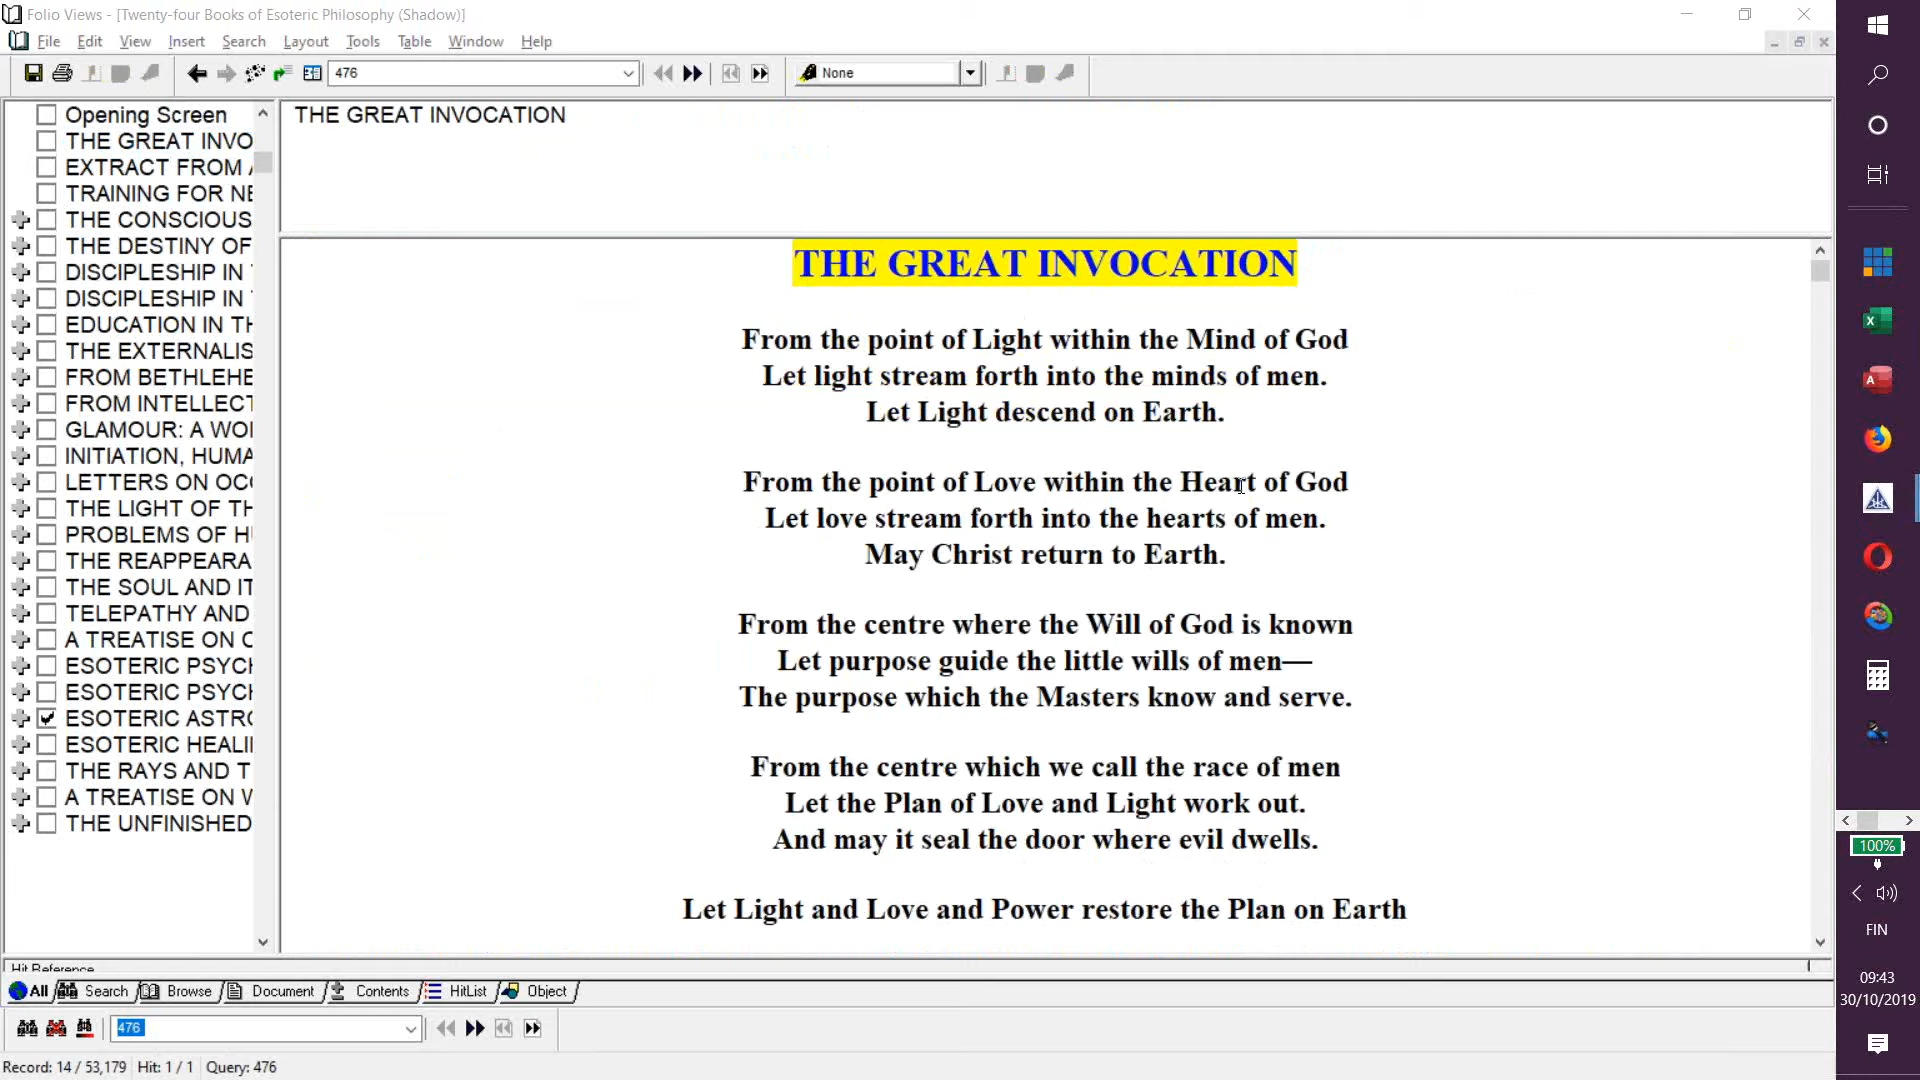 Folio Views - [Twenty-four Books of Esoteric Philosophy (Shadow)]
File Edit View Insert Search Layout Tools Table Window Help
476
None
Opening Screen
THE GREAT INVO
EXTRACT FROM
TRAINING FOR NE
THE CONSCIOUS
THE DESTINY OF
DISCIPLESHIP IN
DISCIPLESHIP IN
EDUCATION IN TH
THE EXTERNALIS
FROM BETHLEHE
FROM INTELLECT
GLAMOUR: A WO
INITIATION, HUMA
LETTERS ON OCC
THE LIGHT OF TH
PROBLEMS OF H
THE REAPPEARA
THE SOUL AND IT
TELEPATHY AND
A TREATISE ON C
ESOTERIC PSYCH
ESOTERIC PSYCH
ESOTERIC ASTRO
ESOTERIC HEALI
THE RAYS AND T
A TREATISE ON W
THE UNFINISHED
THE GREAT INVOCATION
THE GREAT INVOCATION
From the point of Light within the Mind of God
Let light stream forth into the minds of men.
Let Light descend on Earth.
From the point of Love within the Heart of God
Let love stream forth into the hearts of men.
May Christ return to Earth.
From the centre where the Will of God is known
Let purpose guide the little wills of men—
The purpose which the Masters know and serve.
From the centre which we call the race of men
Let the Plan of Love and Light work out.
And may it seal the door where evil dwells.
Let Light and Love and Power restore the Plan on Earth
Hit Reference
All Search Browse Document Contents HitList Object
476
Record: 14 / 53,179 Hit: 1 / 1 Query: 476
100%
FIN
09:43
30/10/2019